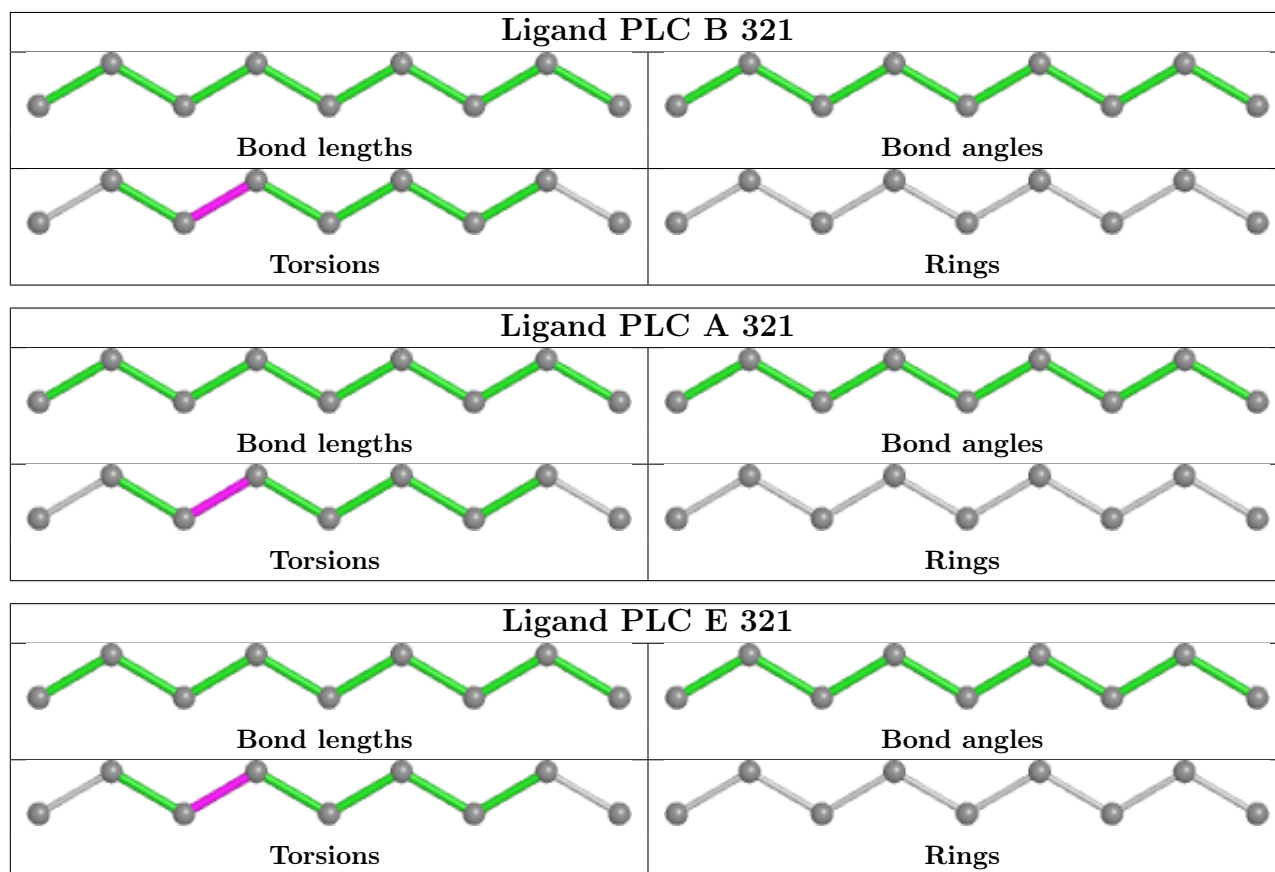 Ligand PLC B 321
Bond lengths Bond angles
Torsions Rings
Ligand PLC A 321
Bond lengths Bond angles
Torsions Rings
Ligand PLC E 321
Bond lengths Bond angles
Torsions Rings